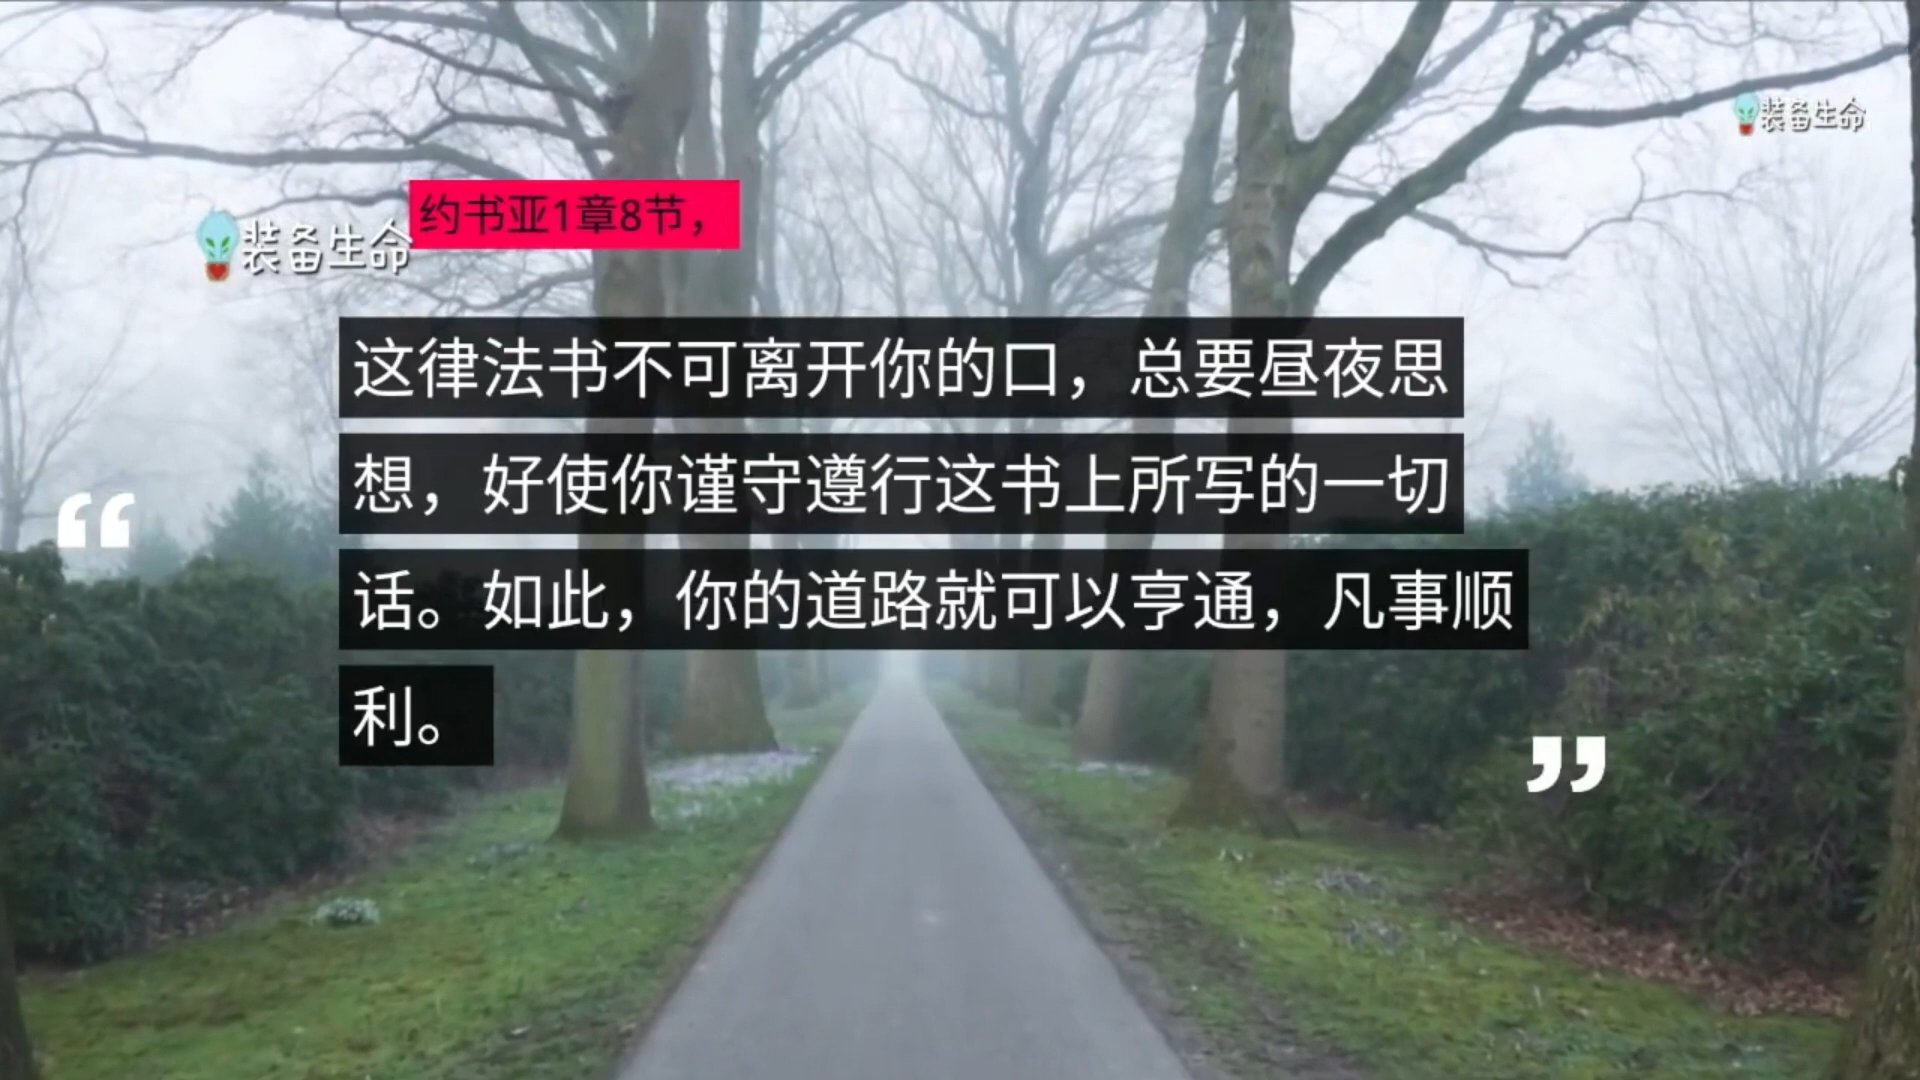 装备生命
约书亚1章8节，
装备生命
这律法书不可离开你的口，总要昼夜思
想，好使你谨守遵行这书上所写的一切
话。如此，你的道路就可以亨通，凡事顺
利。